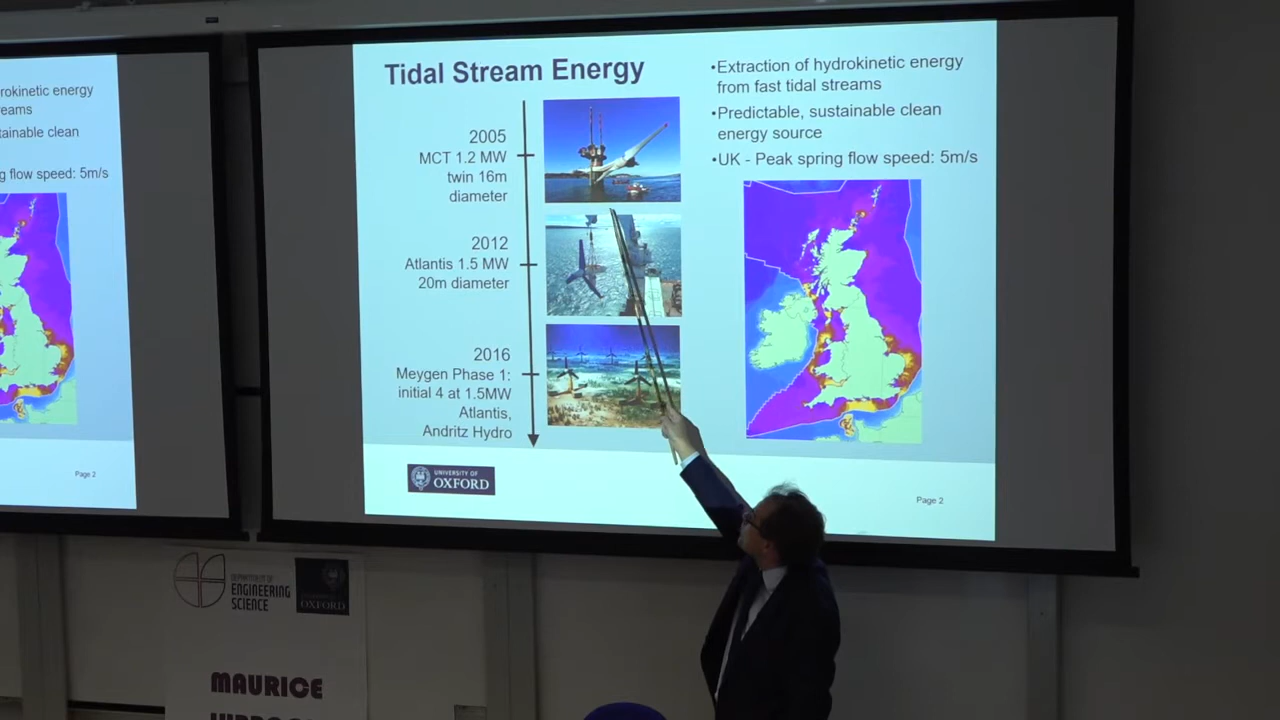 rokinetic energy
reams
tainable clean
g flow speed: 5m/s
Page 2
Tidal Stream Energy
2005
MCT 1.2 MW
twin 16m
diameter
2012
Atlantis 1.5 MW
20m diameter
2016
Meygen Phase 1:
initial 4 at 1.5MW
Atlantis,
Andritz Hydro
•Extraction of hydrokinetic energy
from fast tidal streams
•Predictable, sustainable clean
energy source
•UK - Peak spring flow speed: 5m/s
UNIVERSITY OF
OXFORD
Page 2
DEPARTMENT OF
ENGINEERING
SCIENCE
OXFORD
MAURICE